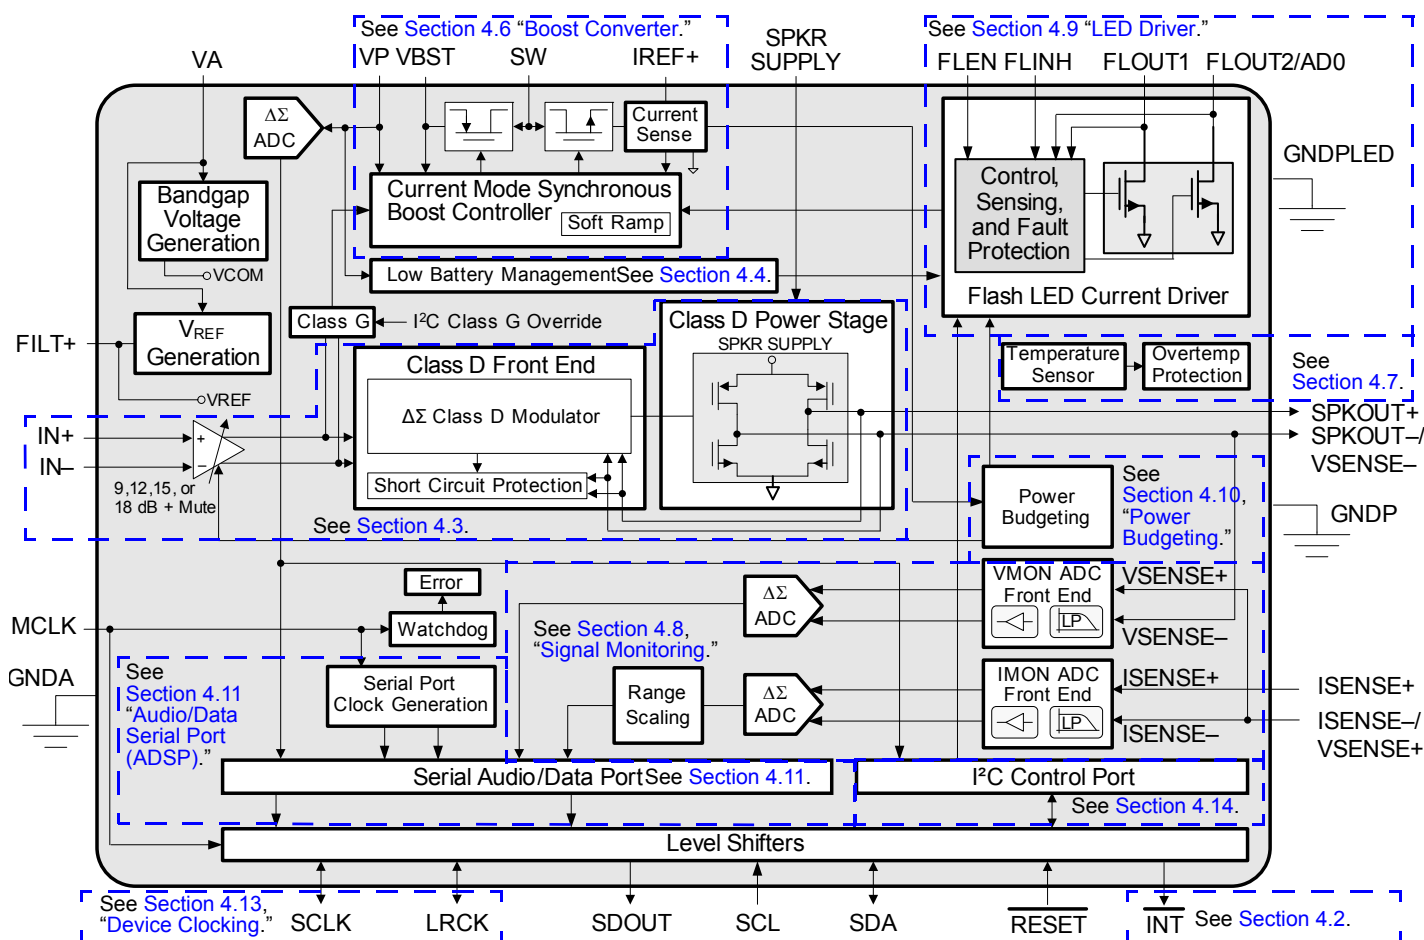 See Section 4.6 “Boost Converter.”
See Section 4.9 “LED Driver.”
VA
VP VBST
SW
IREF+
SPKR
SUPPLY
FLEN FLINH
FLOUT1
FLOUT2/AD0
ΔΣ
ADC
Current
Sense
GNDPLED
Bandgap
Voltage
Generation
Current Mode Synchronous
Boost Controller
Soft Ramp
Control,
Sensing,
and Fault
Protection
VCOM
Low Battery Management See Section 4.4.
Flash LED Current Driver
Class G
I²C Class G Override
Class D Power Stage
SPKR SUPPLY
FILT+
VREF
Generation
Class D Front End
Temperature
Sensor
Overtemp
Protection
See
Section 4.7.
VREF
ΔΣ Class D Modulator
IN+
IN–
+
–
SPKOUT+
SPKOUT–/
VSENSE–
9,12,15, or
18 dB + Mute
Short Circuit Protection
See Section 4.3.
Power
Budgeting
See
Section 4.10,
“Power
Budgeting.”
GNDP
Error
Watchdog
MCLK
ΔΣ
ADC
VMON ADC
Front End
LP
VSENSE+
VSENSE–
See Section 4.8,
“Signal Monitoring.”
GNDA
See
Section 4.11
“Audio/Data
Serial Port
(ADSP).”
Serial Port
Clock Generation
Range
Scaling
ΔΣ
ADC
IMON ADC
Front End
LP
ISENSE+
ISENSE–
ISENSE+
ISENSE–/
VSENSE+
Serial Audio/Data Port See Section 4.11.
I²C Control Port
See Section 4.14.
Level Shifters
See Section 4.13,
“Device Clocking.”
SCLK
LRCK
SDOUT
SCL
SDA
RESET
INT
See Section 4.2.